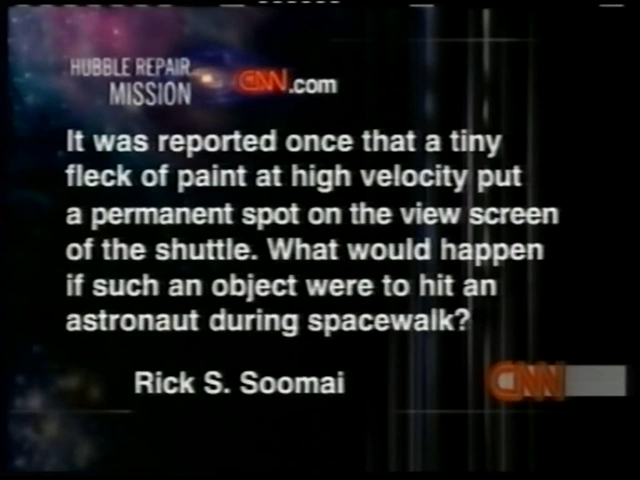 HUBBLE REPAIR
MISSION
CNN.com
It was reported once that a tiny
fleck of paint at high velocity put
a permanent spot on the view screen
of the shuttle. What would happen
if such an object were to hit an
astronaut during spacewalk?
Rick S. Soomai
CNN